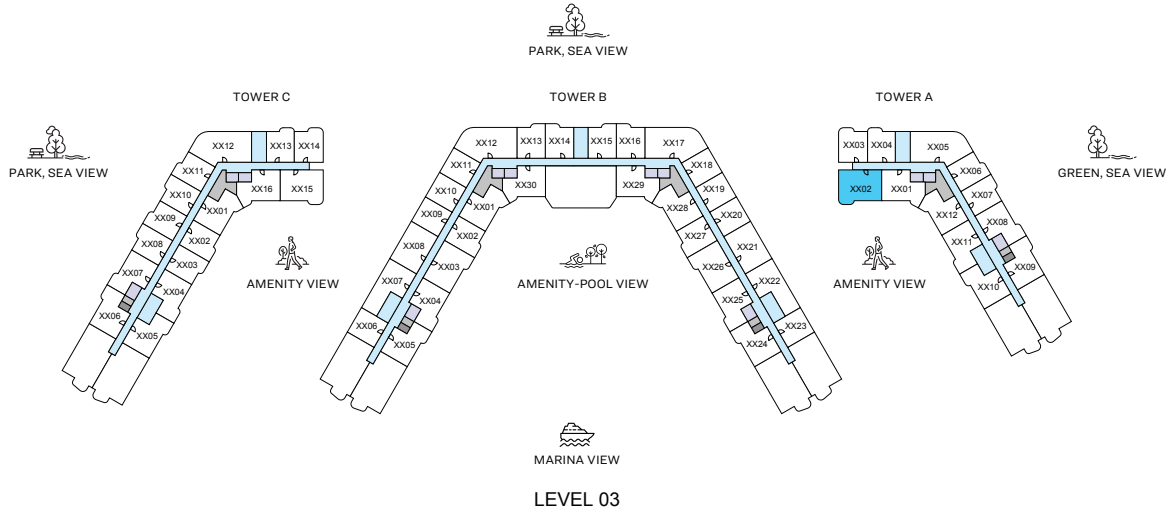 PARK, SEA VIEW
TOWER C
TOWER B
TOWER A
PARK, SEA VIEW
GREEN, SEA VIEW
XX12
XX13
XX14
XX11
XX16
XX15
XX10
XX01
XX09
XX02
XX08
XX03
XX07
XX04
XX06
XX05
XX12
XX13
XX14
XX15
XX16
XX17
XX11
XX18
XX30
XX29
XX10
XX01
XX28
XX19
XX09
XX02
XX27
XX20
XX08
XX03
XX26
XX21
XX07
XX04
XX25
XX22
XX06
XX05
XX24
XX23
XX03
XX04
XX05
XX02
XX01
XX06
XX12
XX07
XX11
XX08
XX10
XX09
AMENITY VIEW
AMENITY-POOL VIEW
AMENITY VIEW
MARINA VIEW
LEVEL 03